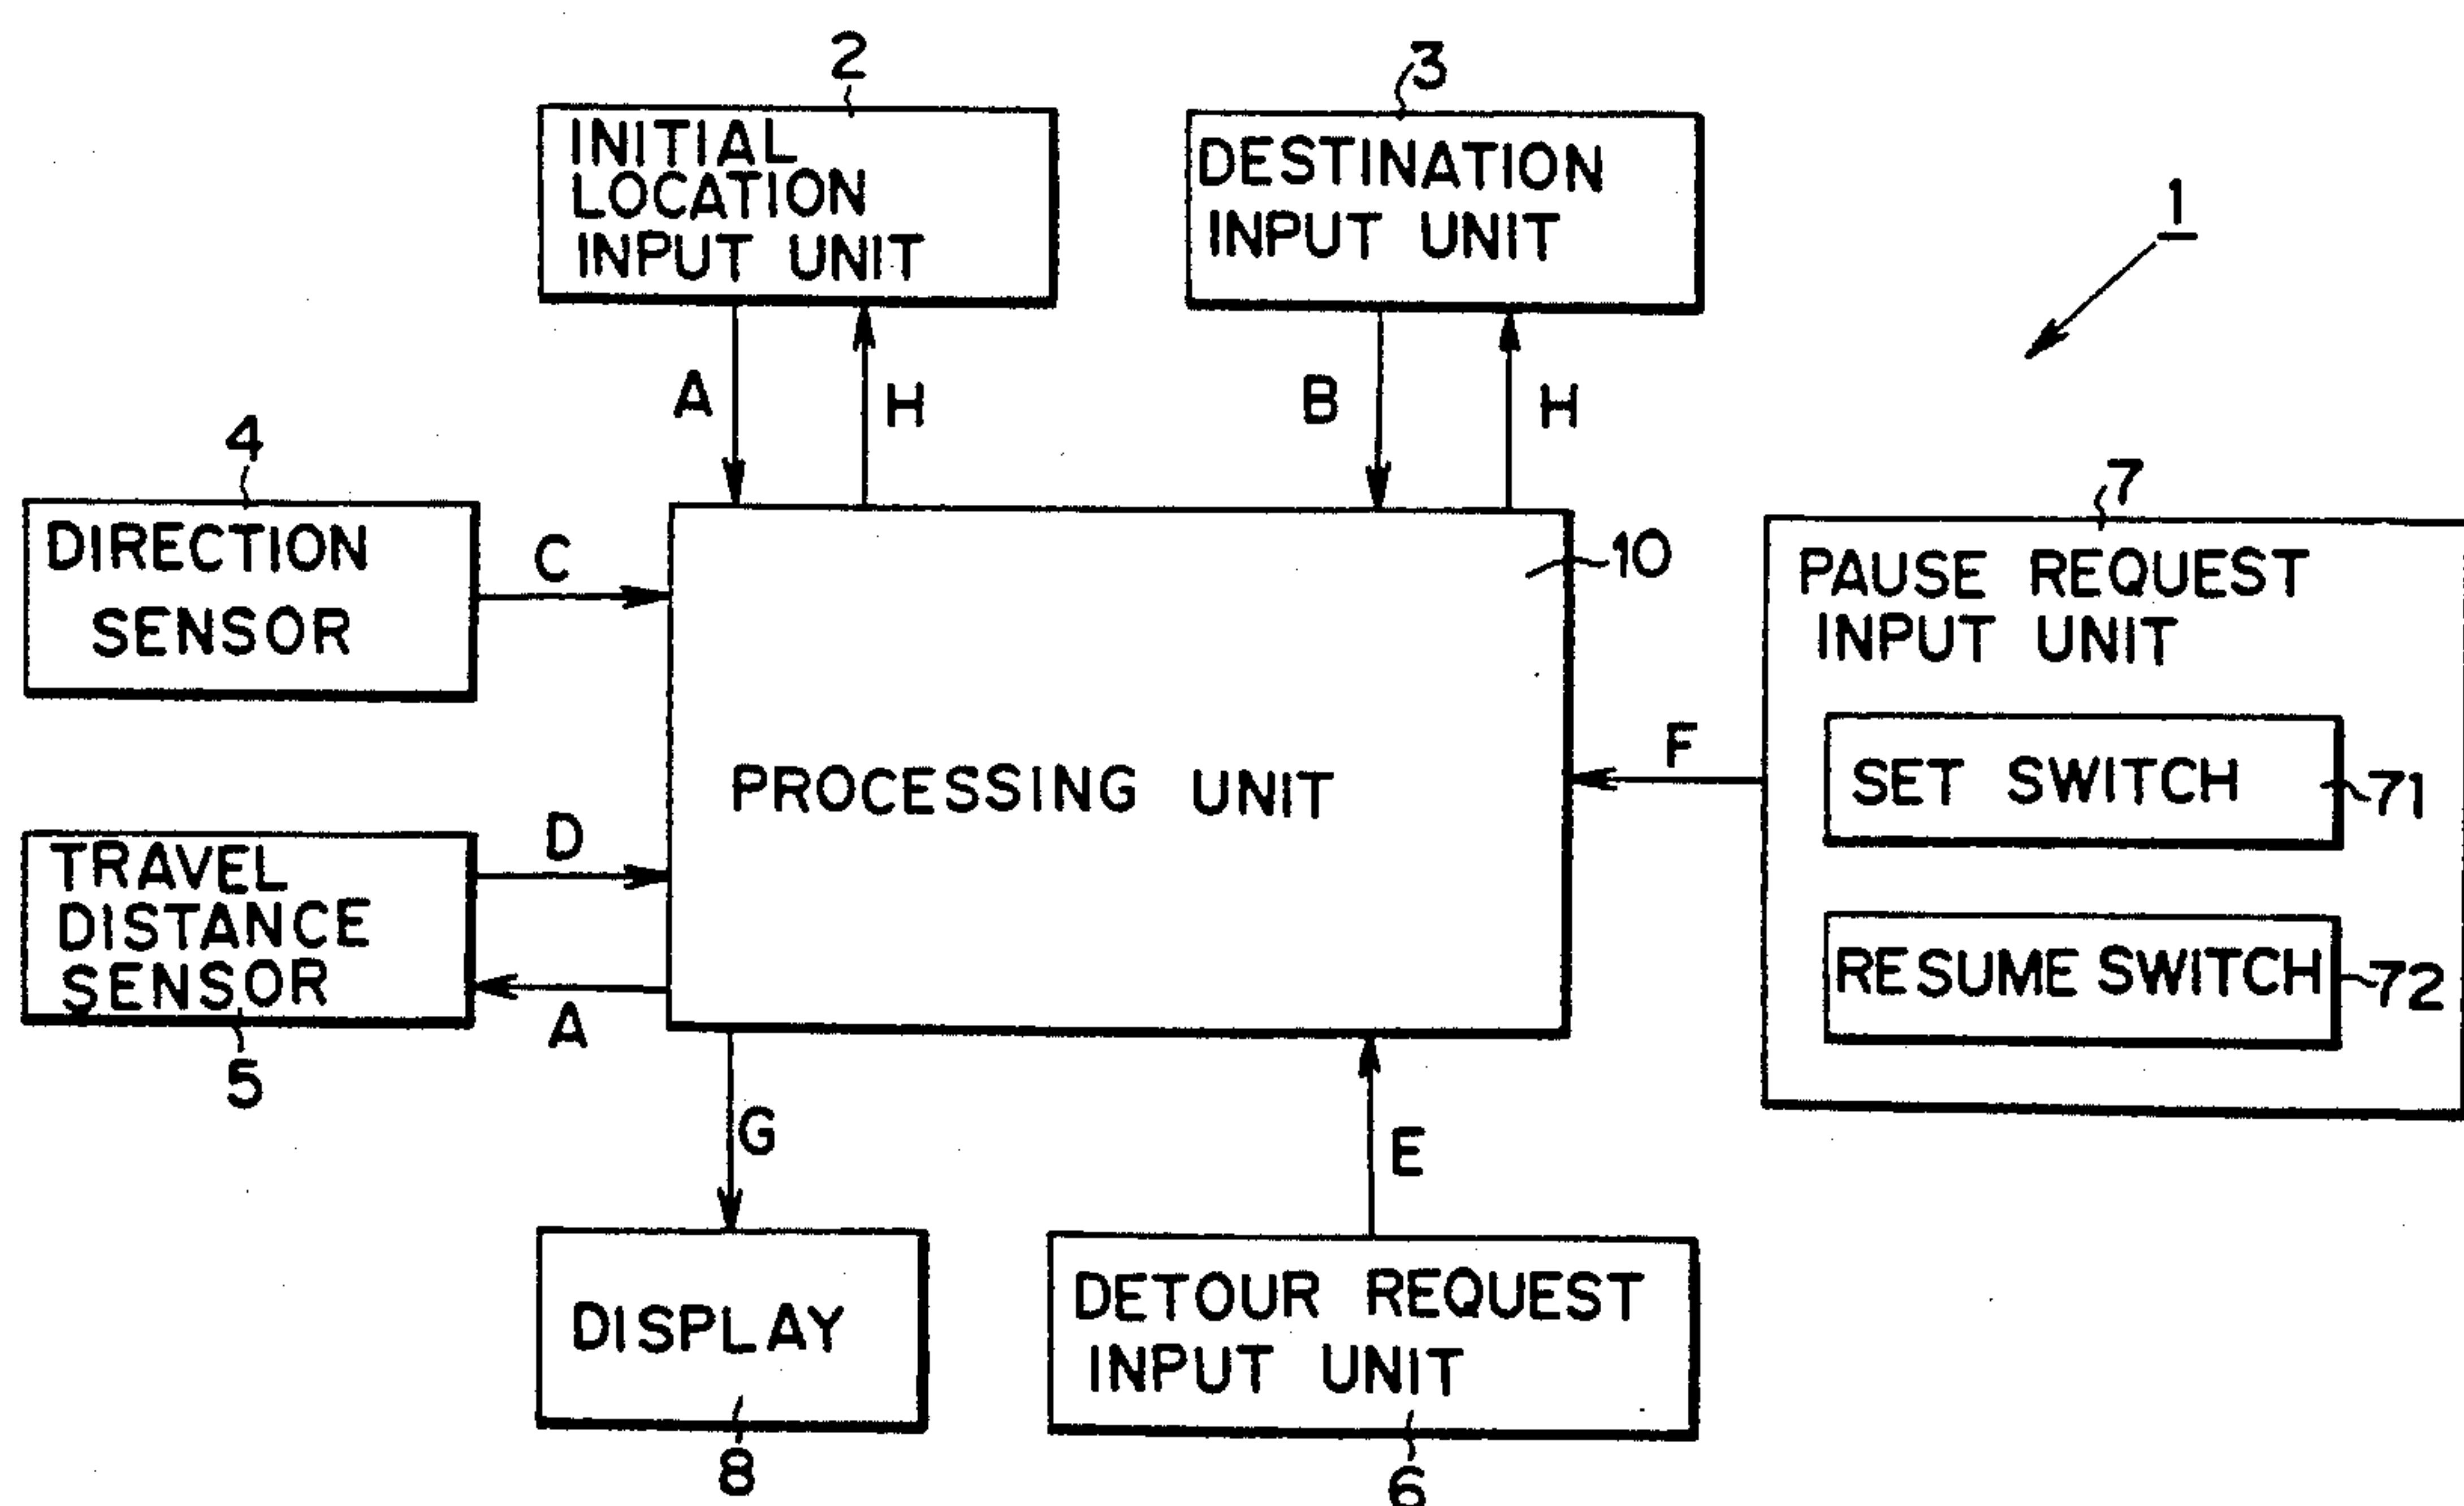 2
3
INITIAL
LOCATION
INPUT UNIT
DESTINATION
INPUT UNIT
1
A
H
B
H
4
7
DIRECTION
SENSOR
C
10
PAUSE REQUEST
INPUT UNIT
PROCESSING UNIT
F
SET SWITCH
71
D
TRAVEL
DISTANCE
SENSOR
RESUME SWITCH
72
A
5
G
E
DISPLAY
DETOUR REQUEST
INPUT UNIT
8
6